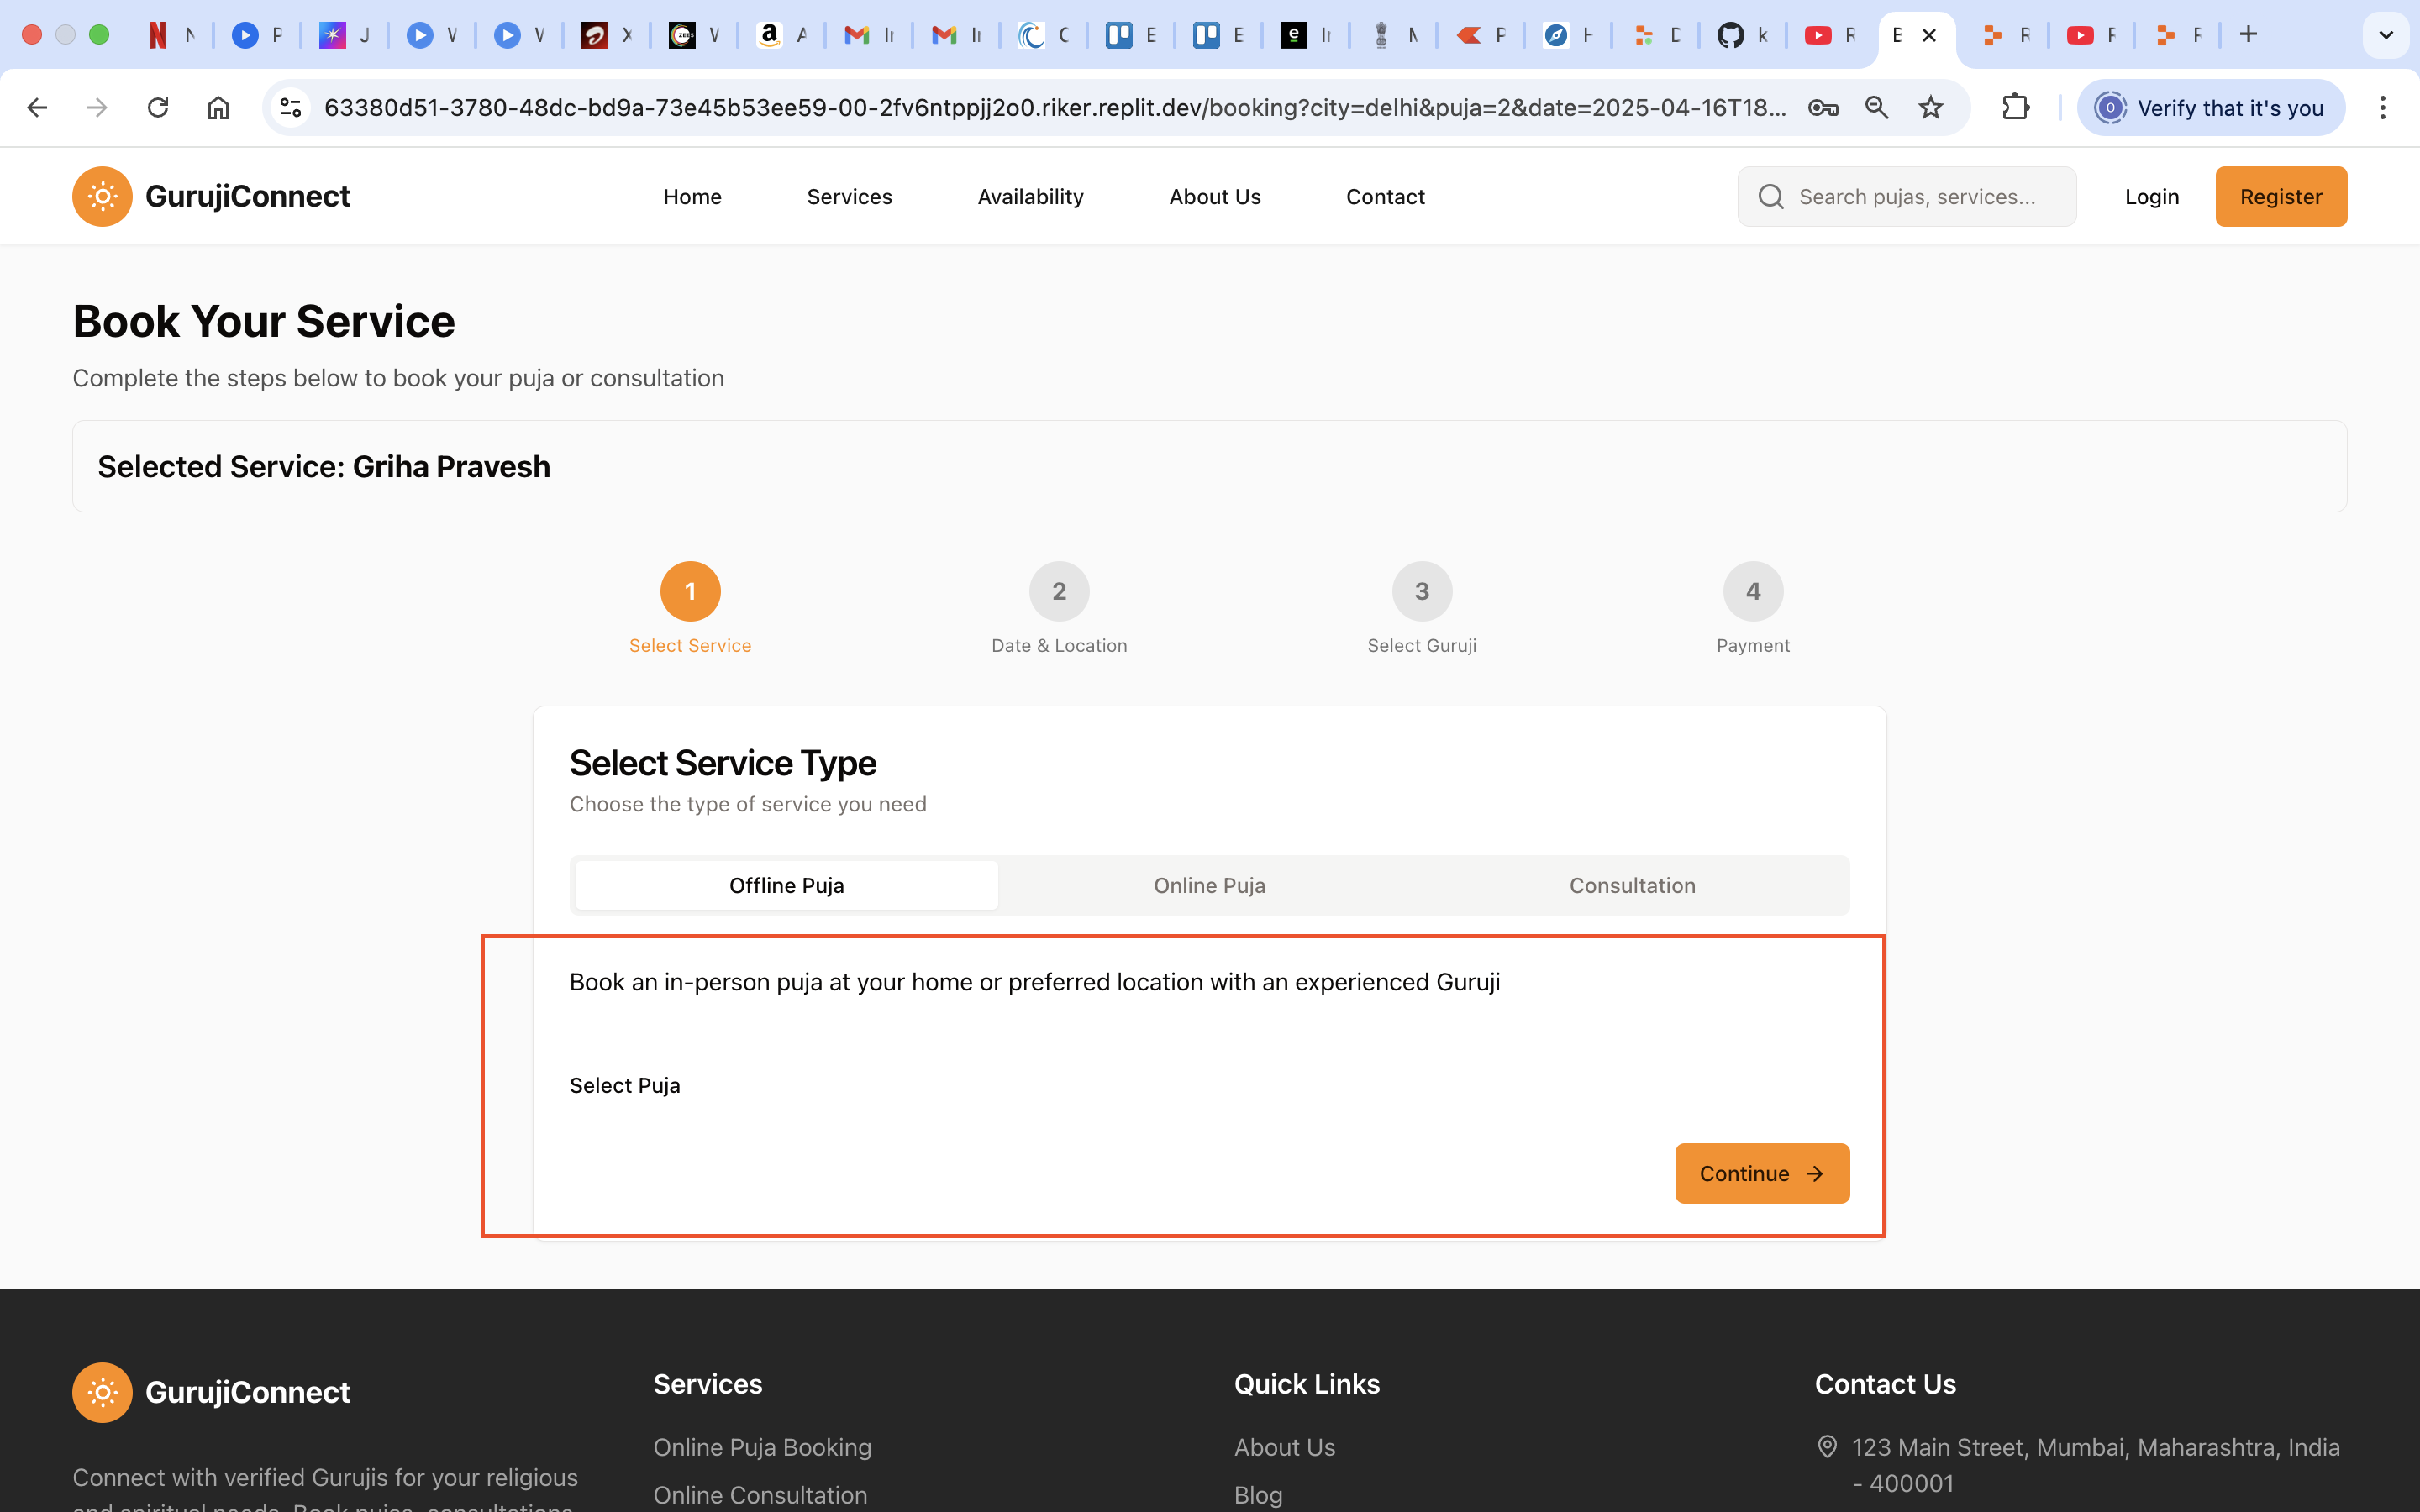 63380d51-3780-48dc-bd9a-73e45b53ee59-00-2fv6ntppjj2o0.riker.replit.dev/booking?city=delhi&puja=2&date=2025-04-16T18...
Verify that it's you
GurujiConnect
Home
Services
Availability
About Us
Contact
Search pujas, services...
Login
Register
Book Your Service
Complete the steps below to book your puja or consultation
Selected Service: Griha Pravesh
1
2
3
4
Select Service
Date & Location
Select Guruji
Payment
Select Service Type
Choose the type of service you need
Offline Puja
Online Puja
Consultation
Book an in-person puja at your home or preferred location with an experienced Guruji
Select Puja
Continue
GurujiConnect
Connect with verified Gurujis for your religious
and spiritual needs. Book pujas, consultations
Services
Online Puja Booking
Online Consultation
Quick Links
About Us
Blog
Contact Us
123 Main Street, Mumbai, Maharashtra, India
- 400001